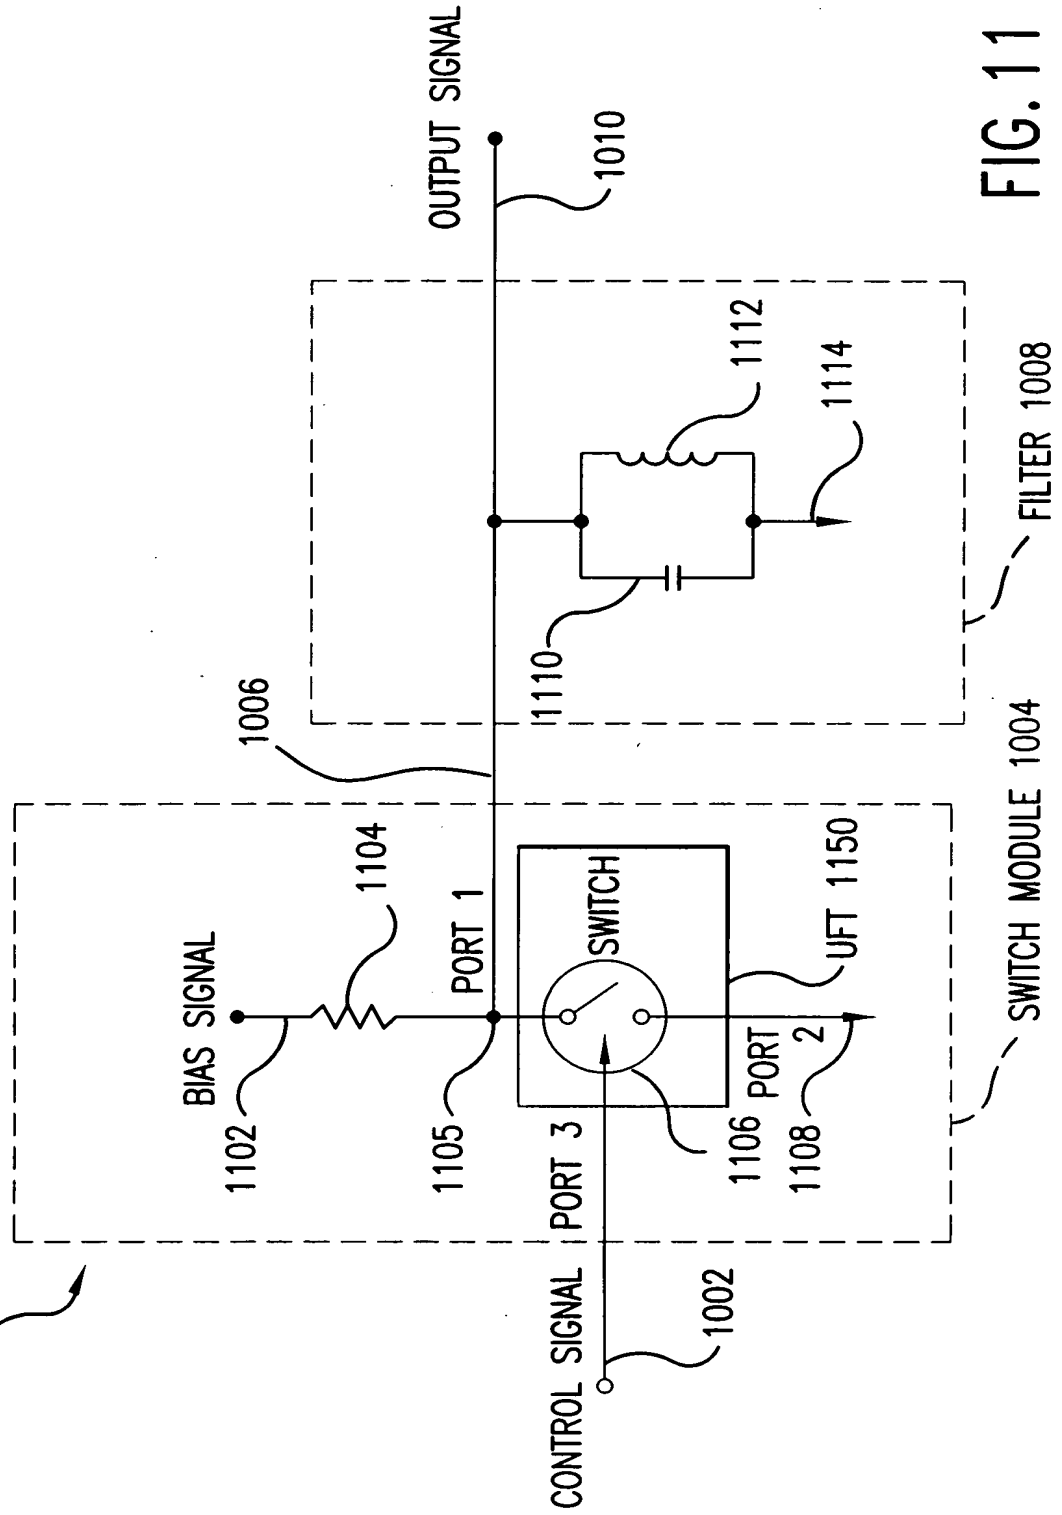 BIAS SIGNAL
1102
1104
1006
1105
PORT 1
OUTPUT SIGNAL
1010
CONTROL SIGNAL
PORT 3
SWITCH
1002
1106
PORT
2
1108
UFT 1150
1110
1112
1114
SWITCH MODULE 1004
FILTER 1008
FIG. 11